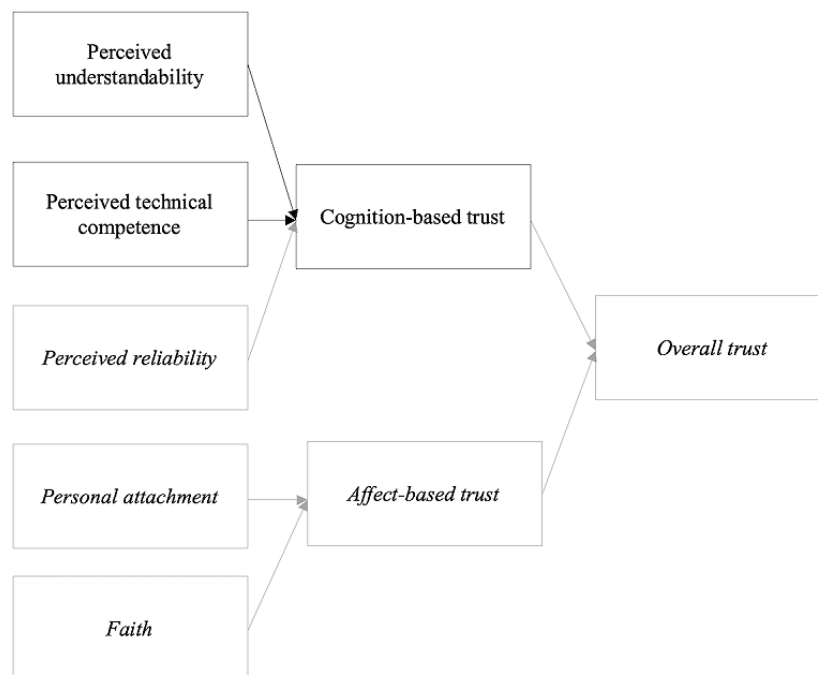 Perceived
understandability
Perceived technical
competence
Cognition-based trust
Perceived reliability
Overall trust
Personal attachment
Affect-based trust
Faith